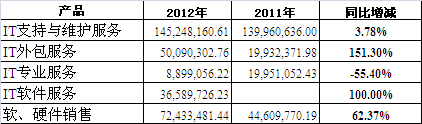 产品 2012年 2011年 同比增减
IT支持与维护服务 145,248,160.61 139,960,636.00 3.78%
IT外包服务 50,090,302.76 19,932,371.98 151.30%
IT专业服务 8,899,056.22 19,951,052.43 -55.40%
IT软件服务 36,589,726.23 100.00%
软、硬件销售 72,433,481.44 44,609,770.19 62.37%